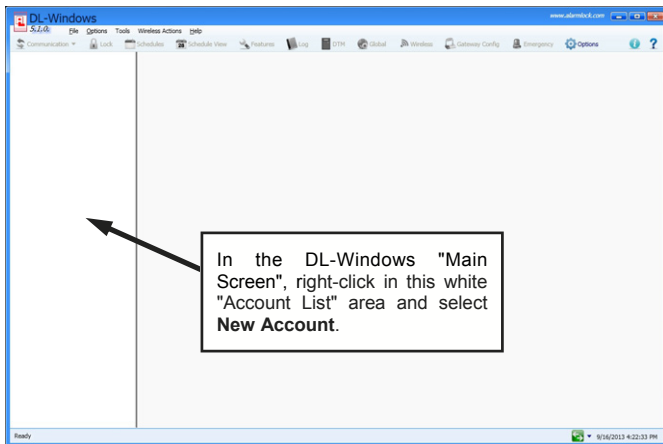 DL-Windows
www.alarmlock.com
5.1.0.
File Options Tools Wireless Actions Help
Communication Lock Schedules Schedule View Features Log DTM Global Wireless Gateway Config Emergency Options
In the DL-Windows "Main
Screen", right-click in this white
"Account List" area and select
New Account.
Ready 9/16/2013 4:22:33 PM